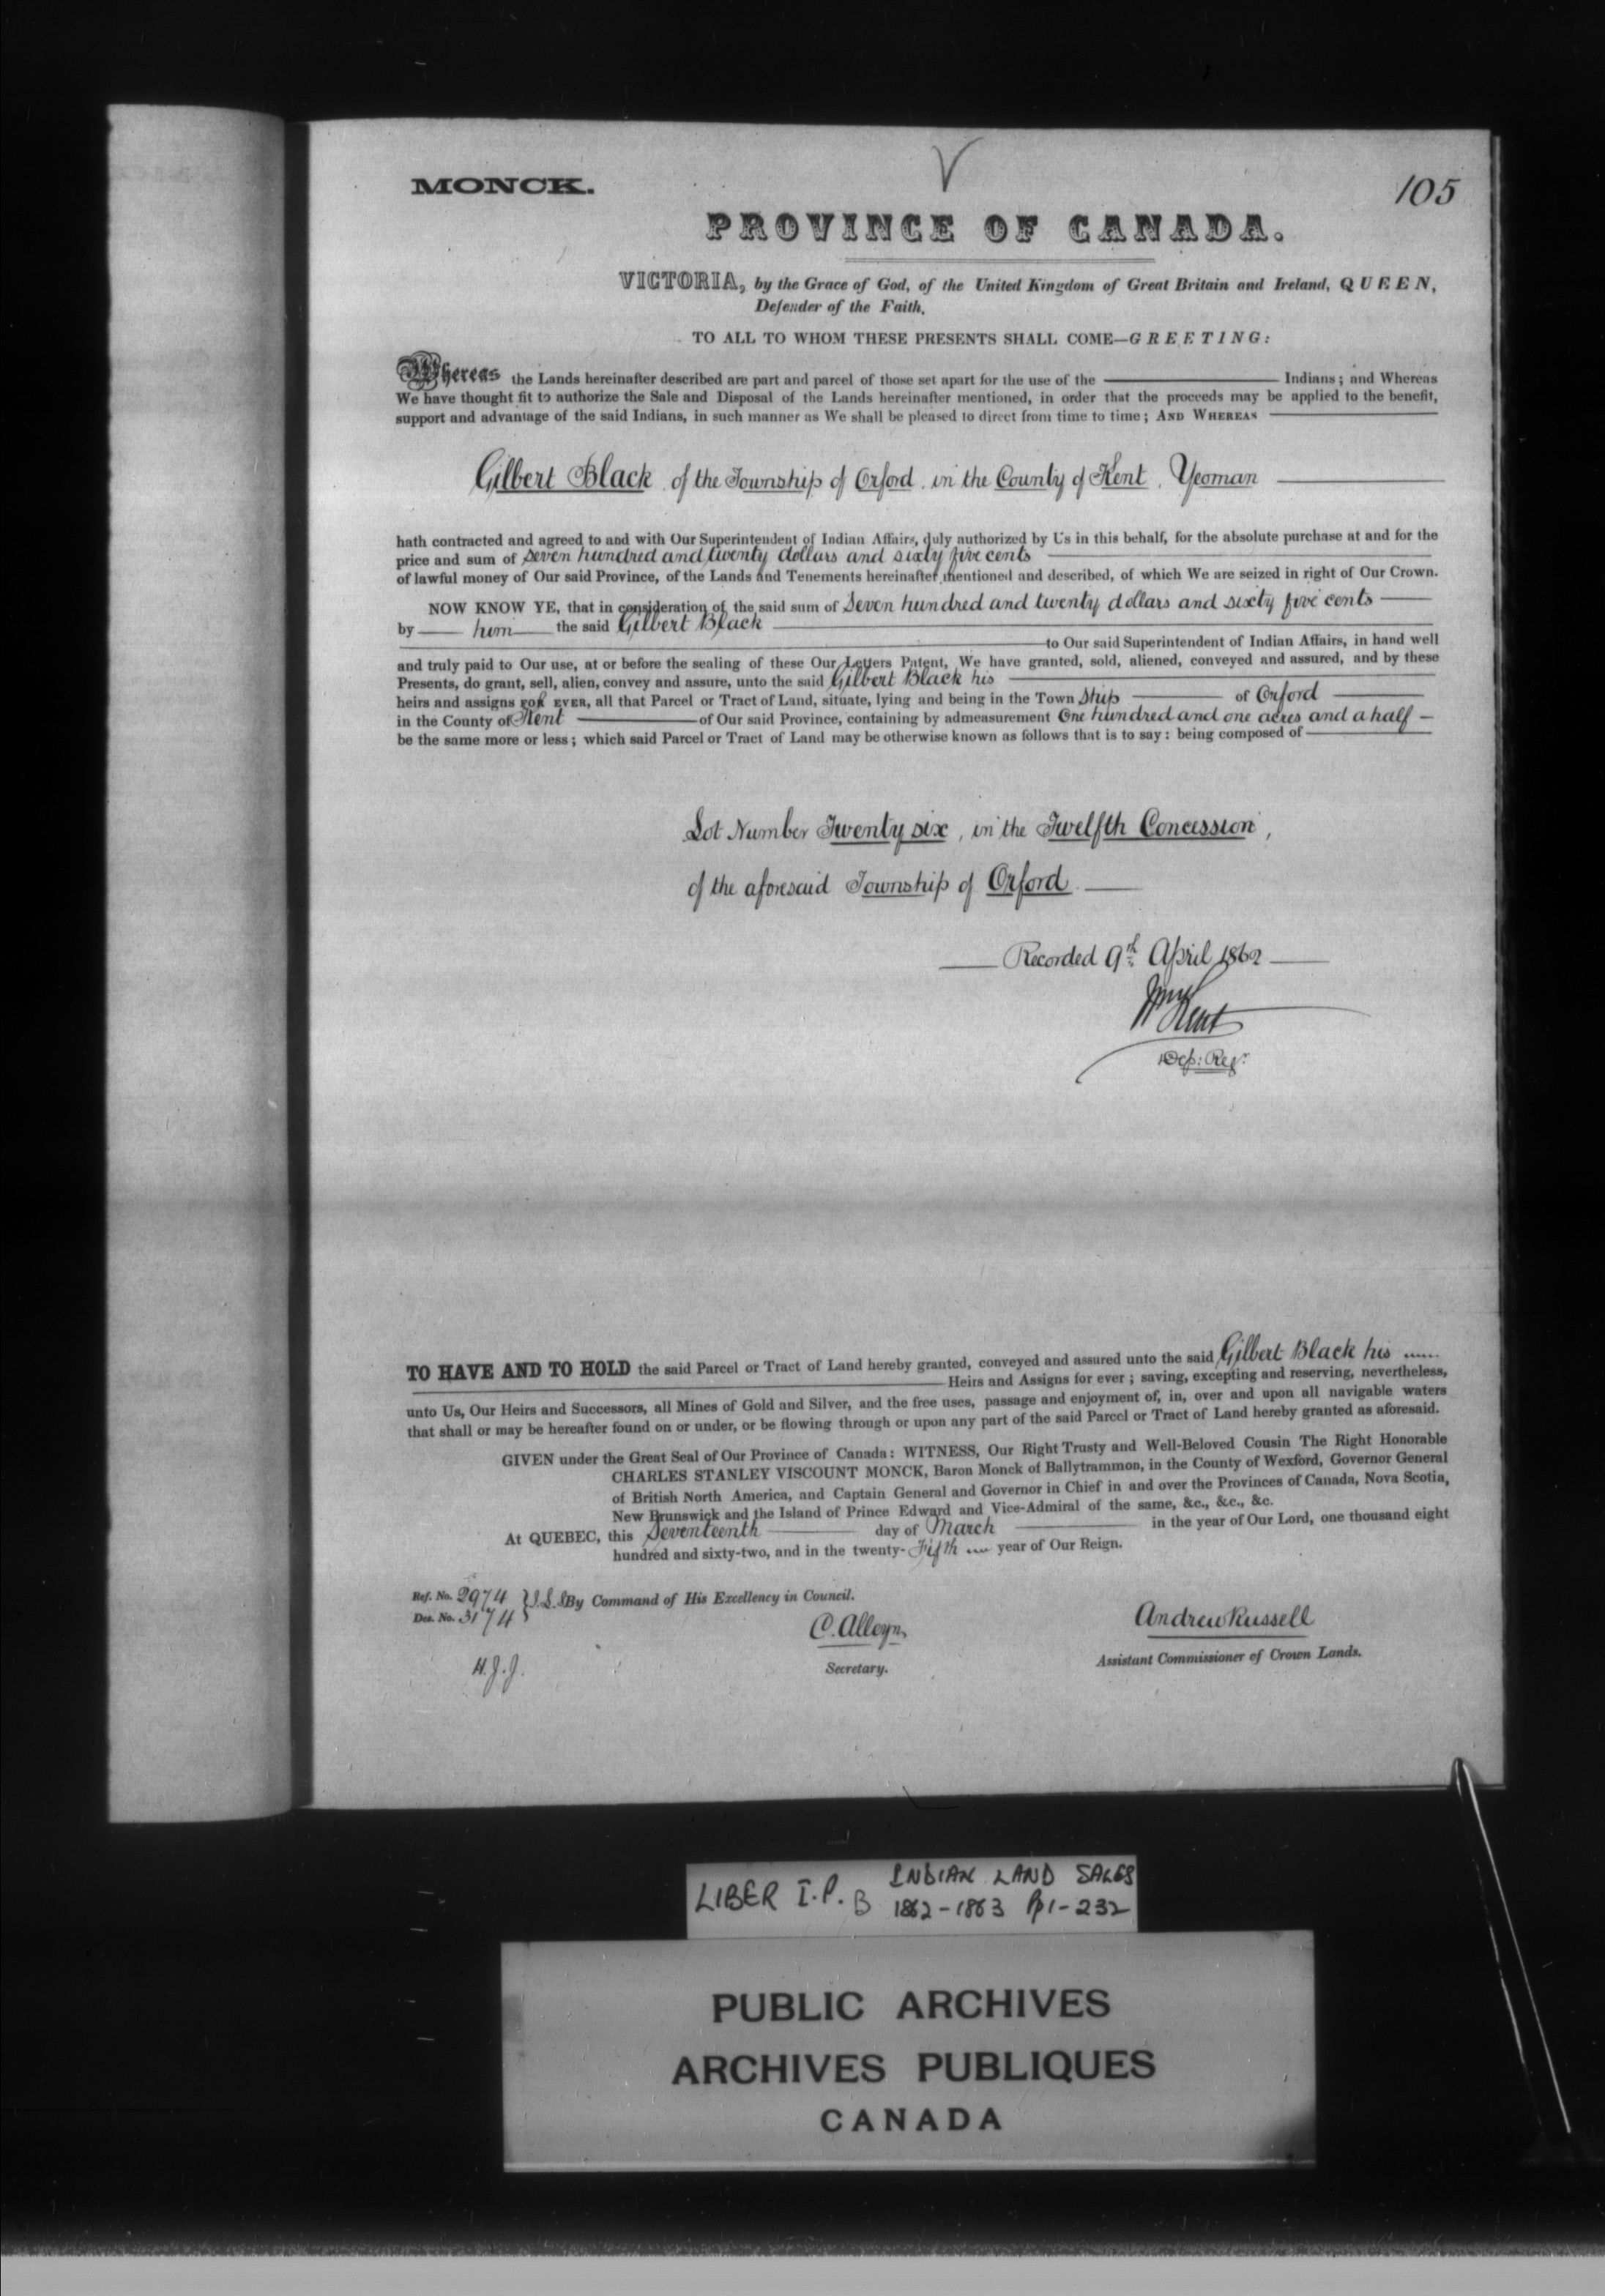 V
MONCK.
105
PROVINCE OF CANADA.
VICTORIA, by the Grace of God, of the United Kingdom of Great Britain and Ireland, QUEEN,
Defender of the Faith,
TO ALL TO WHOM THESE PRESENTS SHALL COME—GREETING:
Whereas the Lands hereinafter described are part and parcel of those set apart for the use of the Indians; and Whereas
We have thought fit to authorize the Sale and Disposal of the Lands hereinafter mentioned, in order that the proceeds may be applied to the benefit,
support and advantage of the said Indians, in such manner as We shall be pleased to direct from time to time; AND WHEREAS
Gilbert Black, of the Township of Orford, in the County of Kent, Yeoman
hath contracted and agreed to and with Our Superintendent of Indian Affairs, duly authorized by Us in this behalf, for the absolute purchase at and for the
price and sum of Seven hundred and twenty dollars and sixty five cents
of lawful money of Our said Province, of the Lands and Tenements hereinafter mentioned and described, of which We are seized in right of Our Crown.
NOW KNOW YE, that in consideration of the said sum of Seven hundred and twenty dollars and sixty five cents
by him the said Gilbert Black
to Our said Superintendent of Indian Affairs, in hand well
and truly paid to Our use, at or before the sealing of these Our Letters Patent, We have granted, sold, aliened, conveyed and assured, and by these
Presents, do grant, sell, alien, convey and assure, unto the said Gilbert Black his
heirs and assigns FOR EVER, all that Parcel or Tract of Land, situate, lying and being in the Town Ship of Orford
in the County of Kent of Our said Province, containing by admeasurement One hundred and one acres and a half
be the same more or less; which said Parcel or Tract of Land may be otherwise known as follows that is to say: being composed of
Lot Number Twenty six, in the Twelfth Concession,
of the aforesaid Township of Orford.
Recorded 9th April 1862
Wm Kent
Dep: Regr.
TO HAVE AND TO HOLD the said Parcel or Tract of Land hereby granted, conveyed and assured unto the said Gilbert Black his
Heirs and Assigns for ever; saving, excepting and reserving, nevertheless,
unto Us, Our Heirs and Successors, all Mines of Gold and Silver, and the free uses, passage and enjoyment of, in, over and upon all navigable waters
that shall or may be hereafter found on or under, or be flowing through or upon any part of the said Parcel or Tract of Land hereby granted as aforesaid.
GIVEN under the Great Seal of Our Province of Canada: WITNESS, Our Right Trusty and Well-Beloved Cousin The Right Honorable
CHARLES STANLEY VISCOUNT MONCK, Baron Monck of Ballytrammon, in the County of Wexford, Governor General
of British North America, and Captain General and Governor in Chief in and over the Provinces of Canada, Nova Scotia,
New Brunswick and the Island of Prince Edward and Vice-Admiral of the same, &c., &c., &c.
At QUEBEC, this Seventeenth day of March in the year of Our Lord, one thousand eight
hundred and sixty-two, and in the twenty-Fifth year of Our Reign.
Ref. No. 2974 By Command of His Excellency in Council.
Des. No. 3174
C. Alleyn,
Secretary.
Andrew Russell
Assistant Commissioner of Crown Lands.
H.J.J.
LIBER I.P. B INDIAN LAND SALES
1862-1863 Pp 1-232
PUBLIC ARCHIVES
ARCHIVES PUBLIQUES
CANADA